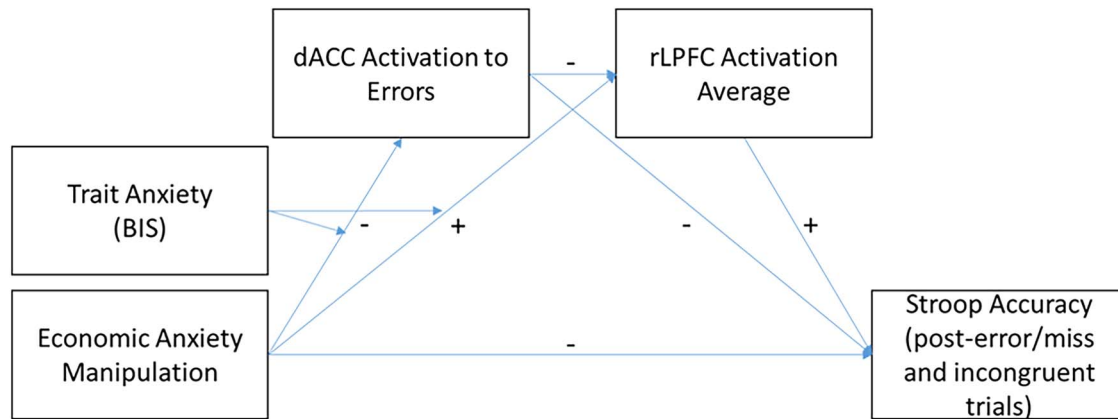 dACC Activation to
Errors
-
rLPFC Activation
Average
Trait Anxiety
(BIS)
-
+
-
+
Economic Anxiety
Manipulation
-
Stroop Accuracy
(post-error/miss
and incongruent
trials)